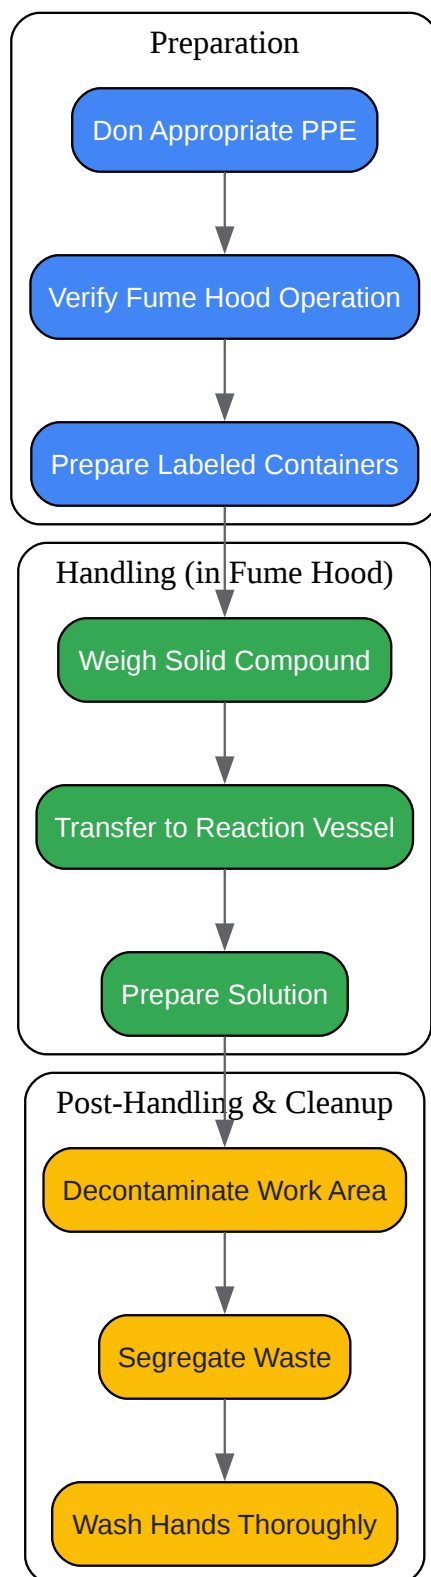 Preparation
Don Appropriate PPE
Verify Fume Hood Operation
Prepare Labeled Containers
Handling (in Fume Hood)
Weigh Solid Compound
Transfer to Reaction Vessel
Prepare Solution
Post-Handling & Cleanup
Decontaminate Work Area
Segregate Waste
Wash Hands Thoroughly